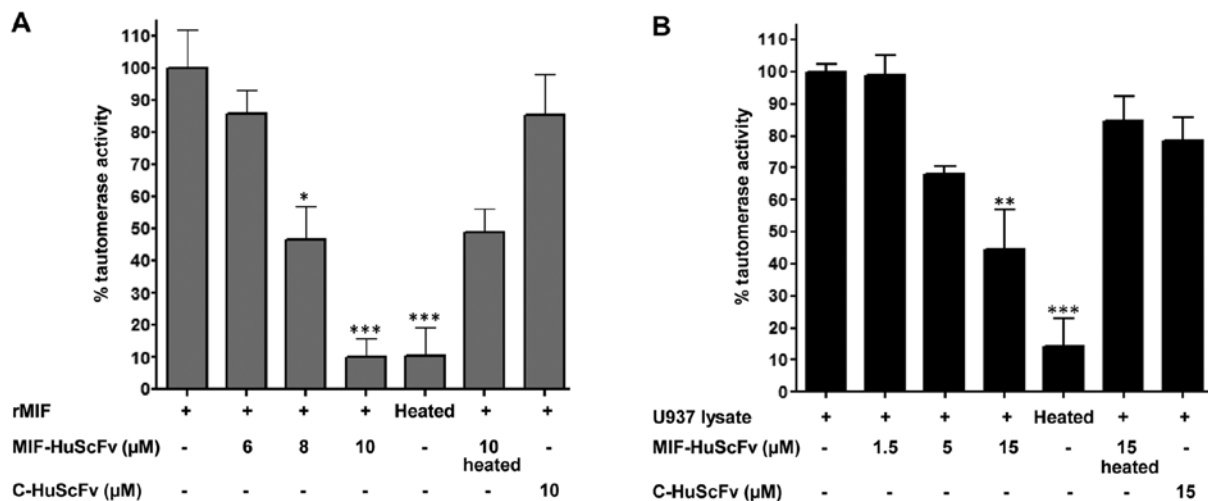 A
% tautomerase activity
110
100
90
80
70
60
50
40
30
20
10
0
*
***
***
rMIF + + + + Heated + +
MIF-HuScFv (µM) - 6 8 10 - 10 -
heated
C-HuScFv (µM) - - - - - - 10
B
% tautomerase activity
110
100
90
80
70
60
50
40
30
20
10
0
**
***
U937 lysate + + + + Heated + +
MIF-HuScFv (µM) - 1.5 5 15 - 15 -
heated
C-HuScFv (µM) - - - - - - 15